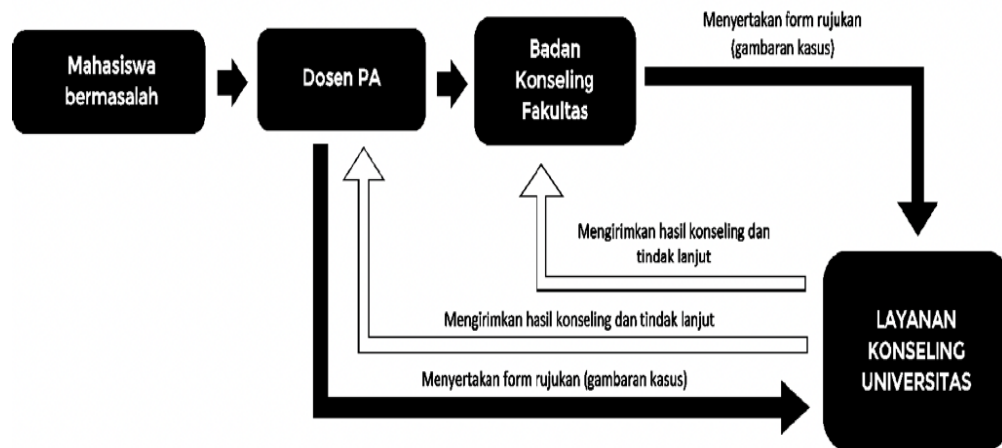 Mahasiswa
bermasalah
Dosen PA
Badan
Konseling
Fakultas
Menyertakan form rujukan
(gambaran kasus)
Mengirimkan hasil konseling dan
tindak lanjut
Mengirimkan hasil konseling dan tindak lanjut
Menyertakan form rujukan (gambaran kasus)
LAYANAN
KONSELING
UNIVERSITAS